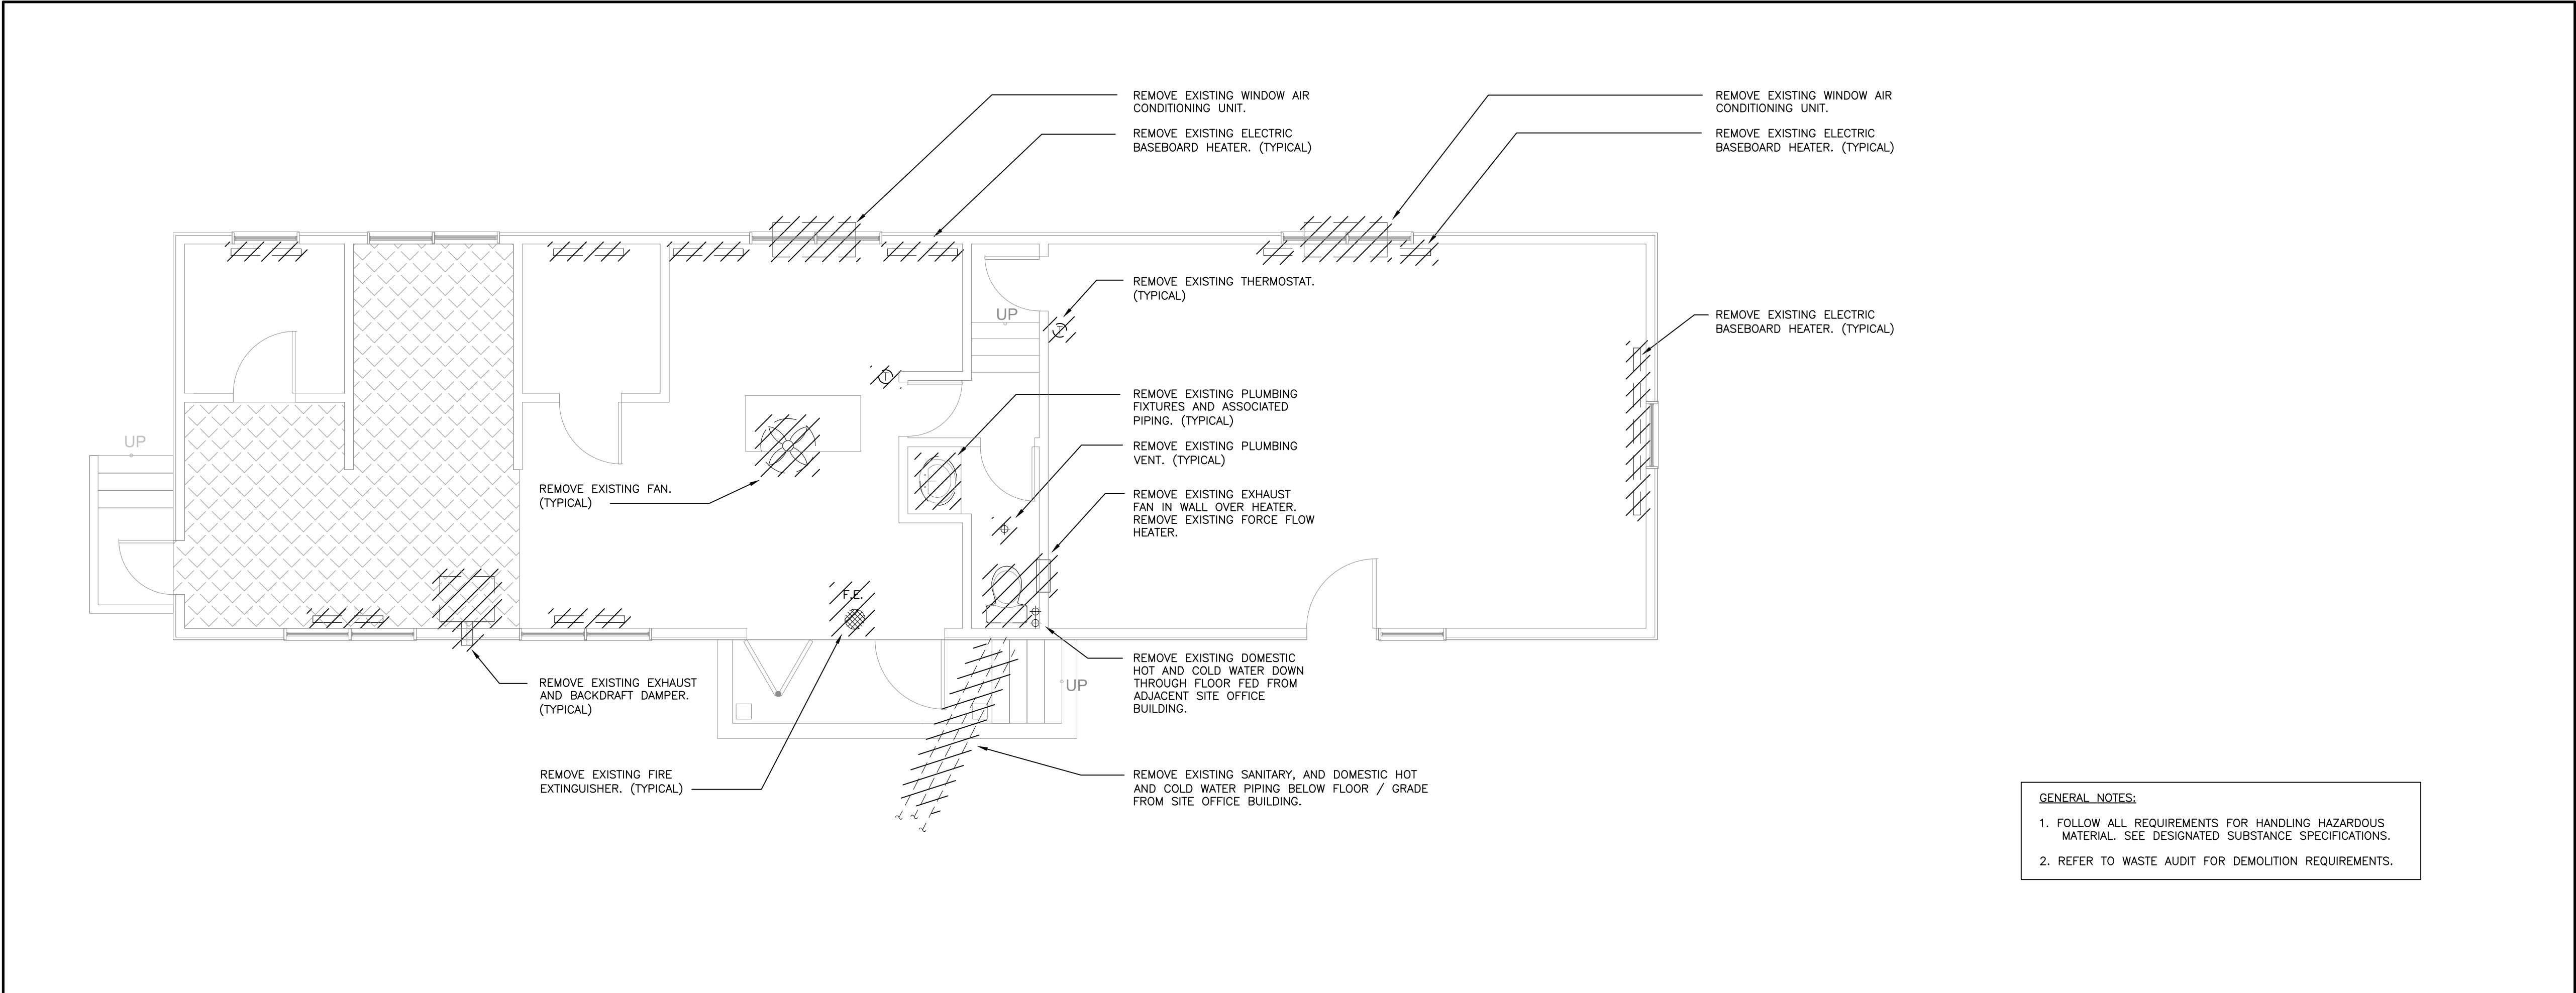 REMOVE EXISTING WINDOW AIR
CONDITIONING UNIT.
REMOVE EXISTING ELECTRIC
BASEBOARD HEATER. (TYPICAL)
REMOVE EXISTING WINDOW AIR
CONDITIONING UNIT.
REMOVE EXISTING ELECTRIC
BASEBOARD HEATER. (TYPICAL)
REMOVE EXISTING THERMOSTAT.
(TYPICAL)
UP
T
REMOVE EXISTING ELECTRIC
BASEBOARD HEATER. (TYPICAL)
T
REMOVE EXISTING PLUMBING
FIXTURES AND ASSOCIATED
PIPING. (TYPICAL)
UP
REMOVE EXISTING PLUMBING
VENT. (TYPICAL)
REMOVE EXISTING FAN.
(TYPICAL)
REMOVE EXISTING EXHAUST
FAN IN WALL OVER HEATER.
REMOVE EXISTING FORCE FLOW
HEATER.
F.E.
REMOVE EXISTING DOMESTIC
HOT AND COLD WATER DOWN
THROUGH FLOOR FED FROM
ADJACENT SITE OFFICE
BUILDING.
UP
REMOVE EXISTING EXHAUST
AND BACKDRAFT DAMPER.
(TYPICAL)
REMOVE EXISTING FIRE
EXTINGUISHER. (TYPICAL)
REMOVE EXISTING SANITARY, AND DOMESTIC HOT
AND COLD WATER PIPING BELOW FLOOR / GRADE
FROM SITE OFFICE BUILDING.
GENERAL NOTES:
1. FOLLOW ALL REQUIREMENTS FOR HANDLING HAZARDOUS
MATERIAL. SEE DESIGNATED SUBSTANCE SPECIFICATIONS.
2. REFER TO WASTE AUDIT FOR DEMOLITION REQUIREMENTS.